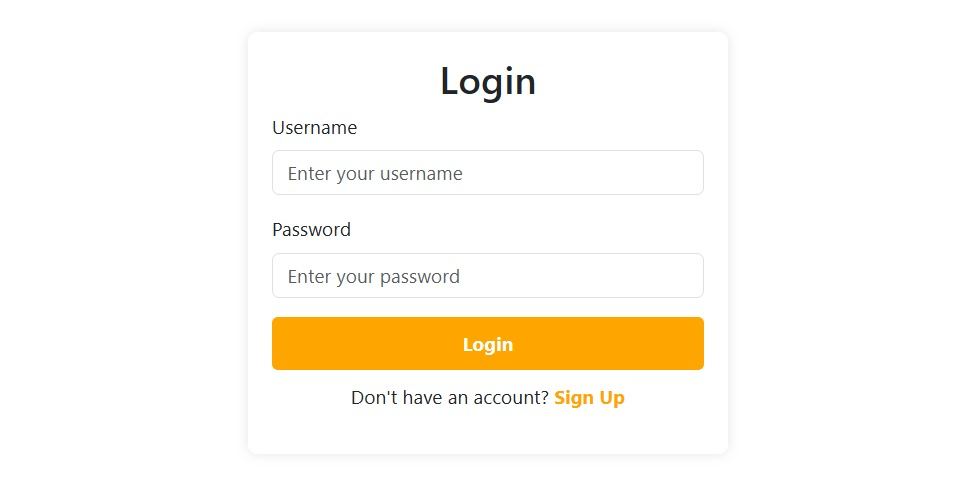 Login
Username
Enter your username
Password
Enter your password
Login
Don't have an account? Sign Up